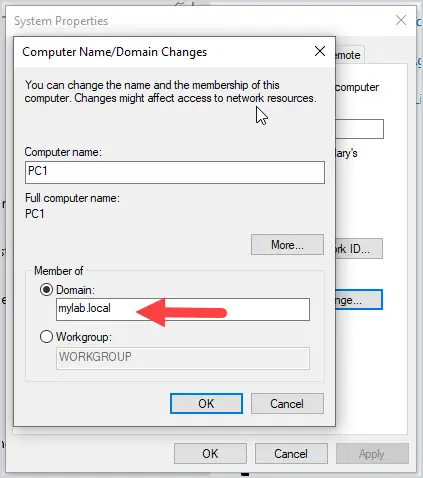 System Properties
Computer Name/Domain Changes
emote
You can change the name and the membership of this
computer. Changes might affect access to network resources.
computer
Computer name:
ary's
PC1
Full computer name:
PC1
More...
rk ID...
Member of
Domain:
nge...
mylab.local
Workgroup:
WORKGROUP
OK
Cancel
OK
Cancel
Apply